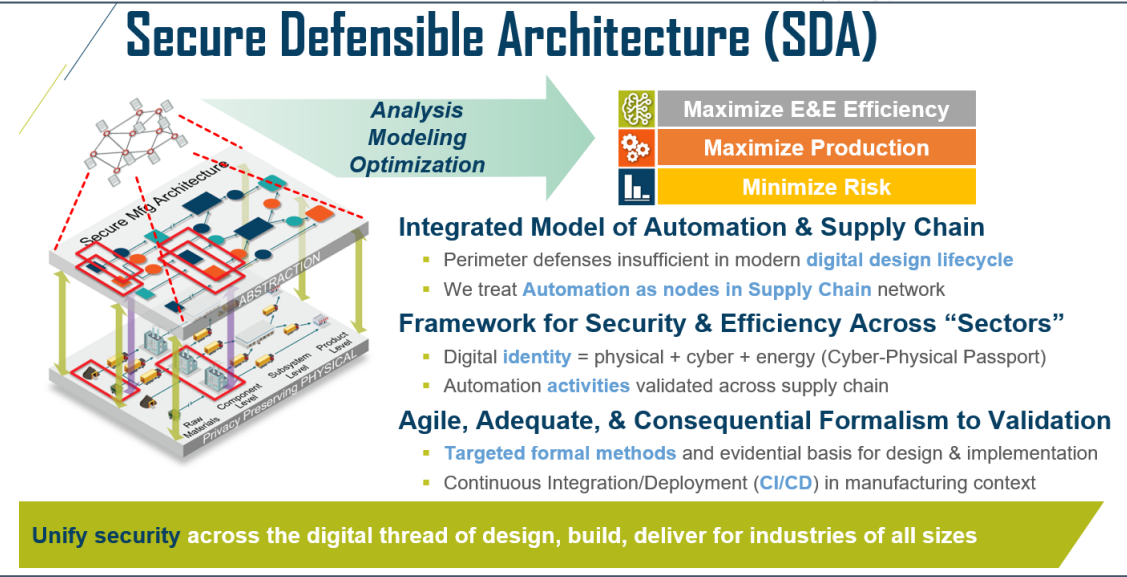 Secure Defensible Architecture (SDA)
Analysis
Modeling
Optimization
Maximize E&E Efficiency
Maximize Production
Minimize Risk
Secure Mfg Architecture
ABSTRACTION
Raw
Materials
Component
Level
Subsystem
Level
Product
Level
Privacy Preserving PHYSICAL
Integrated Model of Automation & Supply Chain
▪ Perimeter defenses insufficient in modern digital design lifecycle
▪ We treat Automation as nodes in Supply Chain network
Framework for Security & Efficiency Across “Sectors”
▪ Digital identity = physical + cyber + energy (Cyber-Physical Passport)
▪ Automation activities validated across supply chain
Agile, Adequate, & Consequential Formalism to Validation
▪ Targeted formal methods and evidential basis for design & implementation
▪ Continuous Integration/Deployment (CI/CD) in manufacturing context
Unify security across the digital thread of design, build, deliver for industries of all sizes